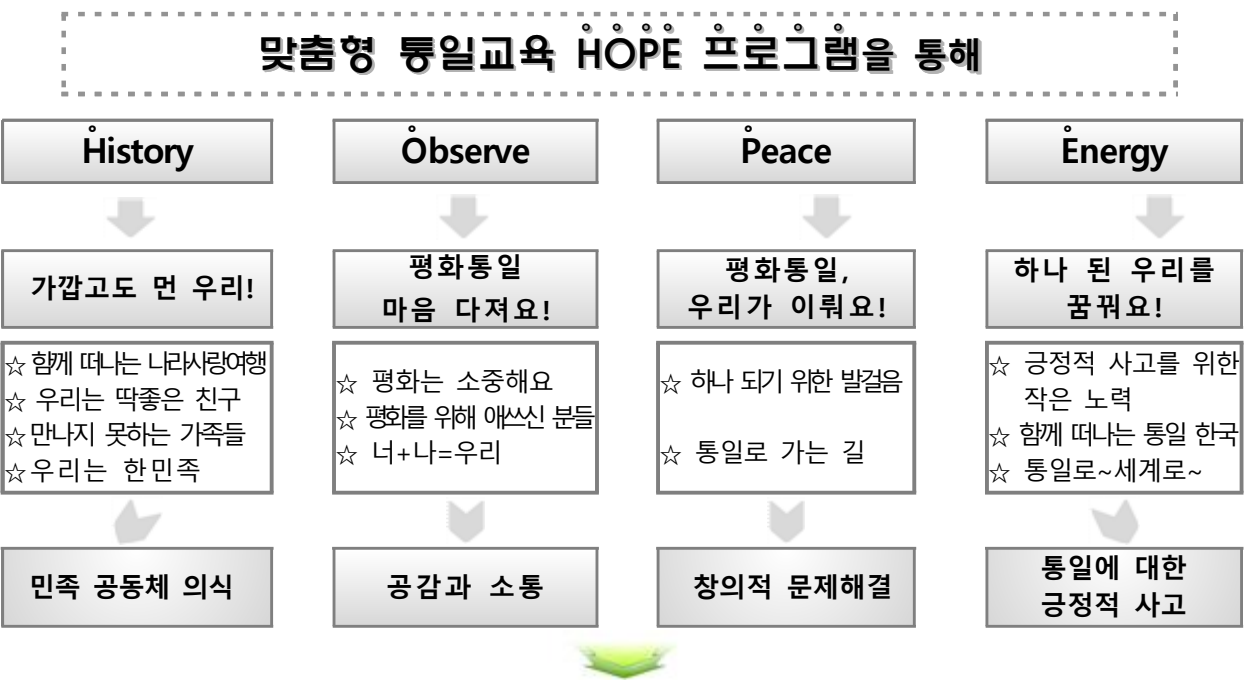 맞춤형 통일교육 HOPE 프로그램을 통해
History
가깝고도 먼 우리!
☆ 함께 떠나는 나라사랑여행
☆ 우리는 딱좋은 친구
☆만나지 못하는 가족들
☆우리는 한민족
민족 공동체 의식
Observe
평화통일
마음 다져요!
☆ 평화는 소중해요
☆ 평화를 위해 애쓰신 분들
☆ 너+나=우리
공감과 소통
Peace
평화통일,
우리가 이뤄요!
☆ 하나 되기 위한 발걸음
☆ 통일로 가는 길
창의적 문제해결
Energy
하나 된 우리를
꿈꿔요!
☆ 긍정적 사고를 위한
작은 노력
☆ 함께 떠나는 통일 한국
☆ 통일로~세계로~
통일에 대한
긍정적 사고